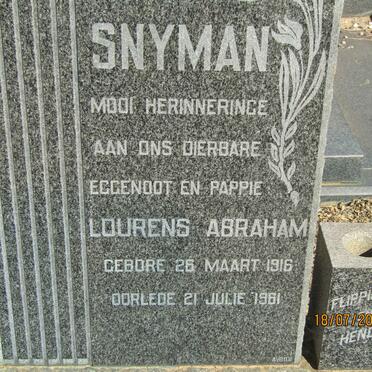 SNYMAN
MOOI HERINNERINGE
AAN ONS DIERBARE
EGGENOOT EN PAPPIE
LOURENS ABRAHAM
GEBORE 26 MAART 1916
OORLEDE 21 JULIE 1981
18/07/20